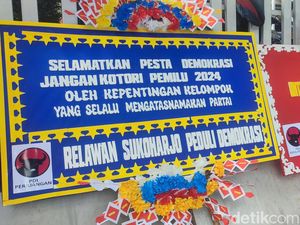 SELAMATKAN PESTA DEMOKRASI
JANGAN KOTORI PEMILU 2024
OLEH KEPENTINGAN KELOMPOK
YANG SELALU MENGATASNAMAKAN PARTAI
RELAWAN SUKOHARJO PEDULI DEMOKRASI
PDI
PERJUANGAN
detikcom